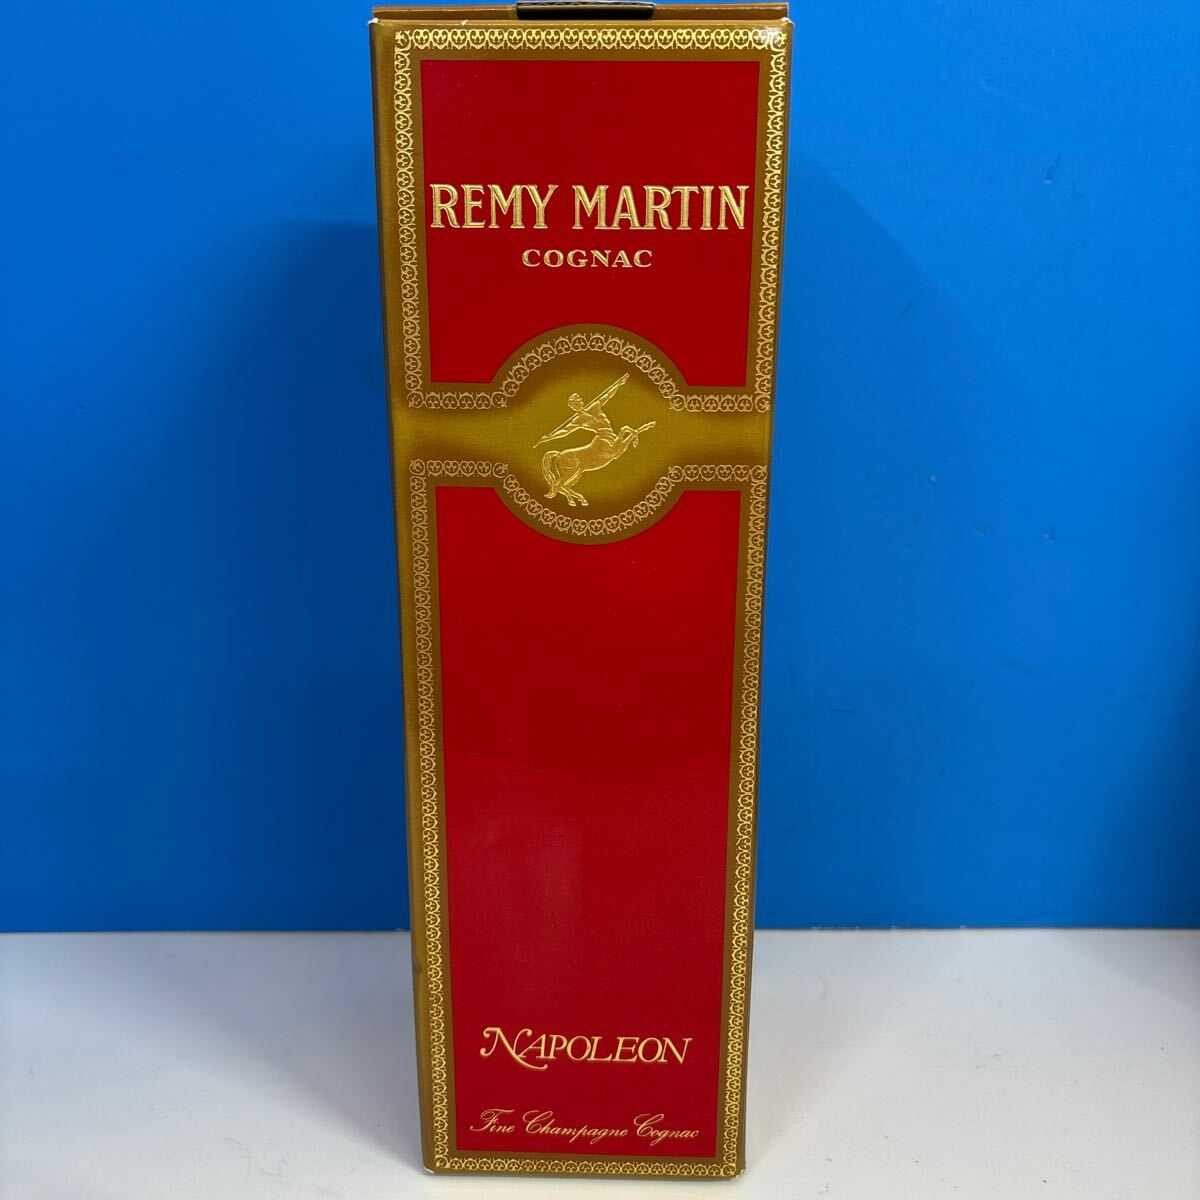 REMY MARTIN
COGNAC
NAPOLEON
Fine Champagne Cognac